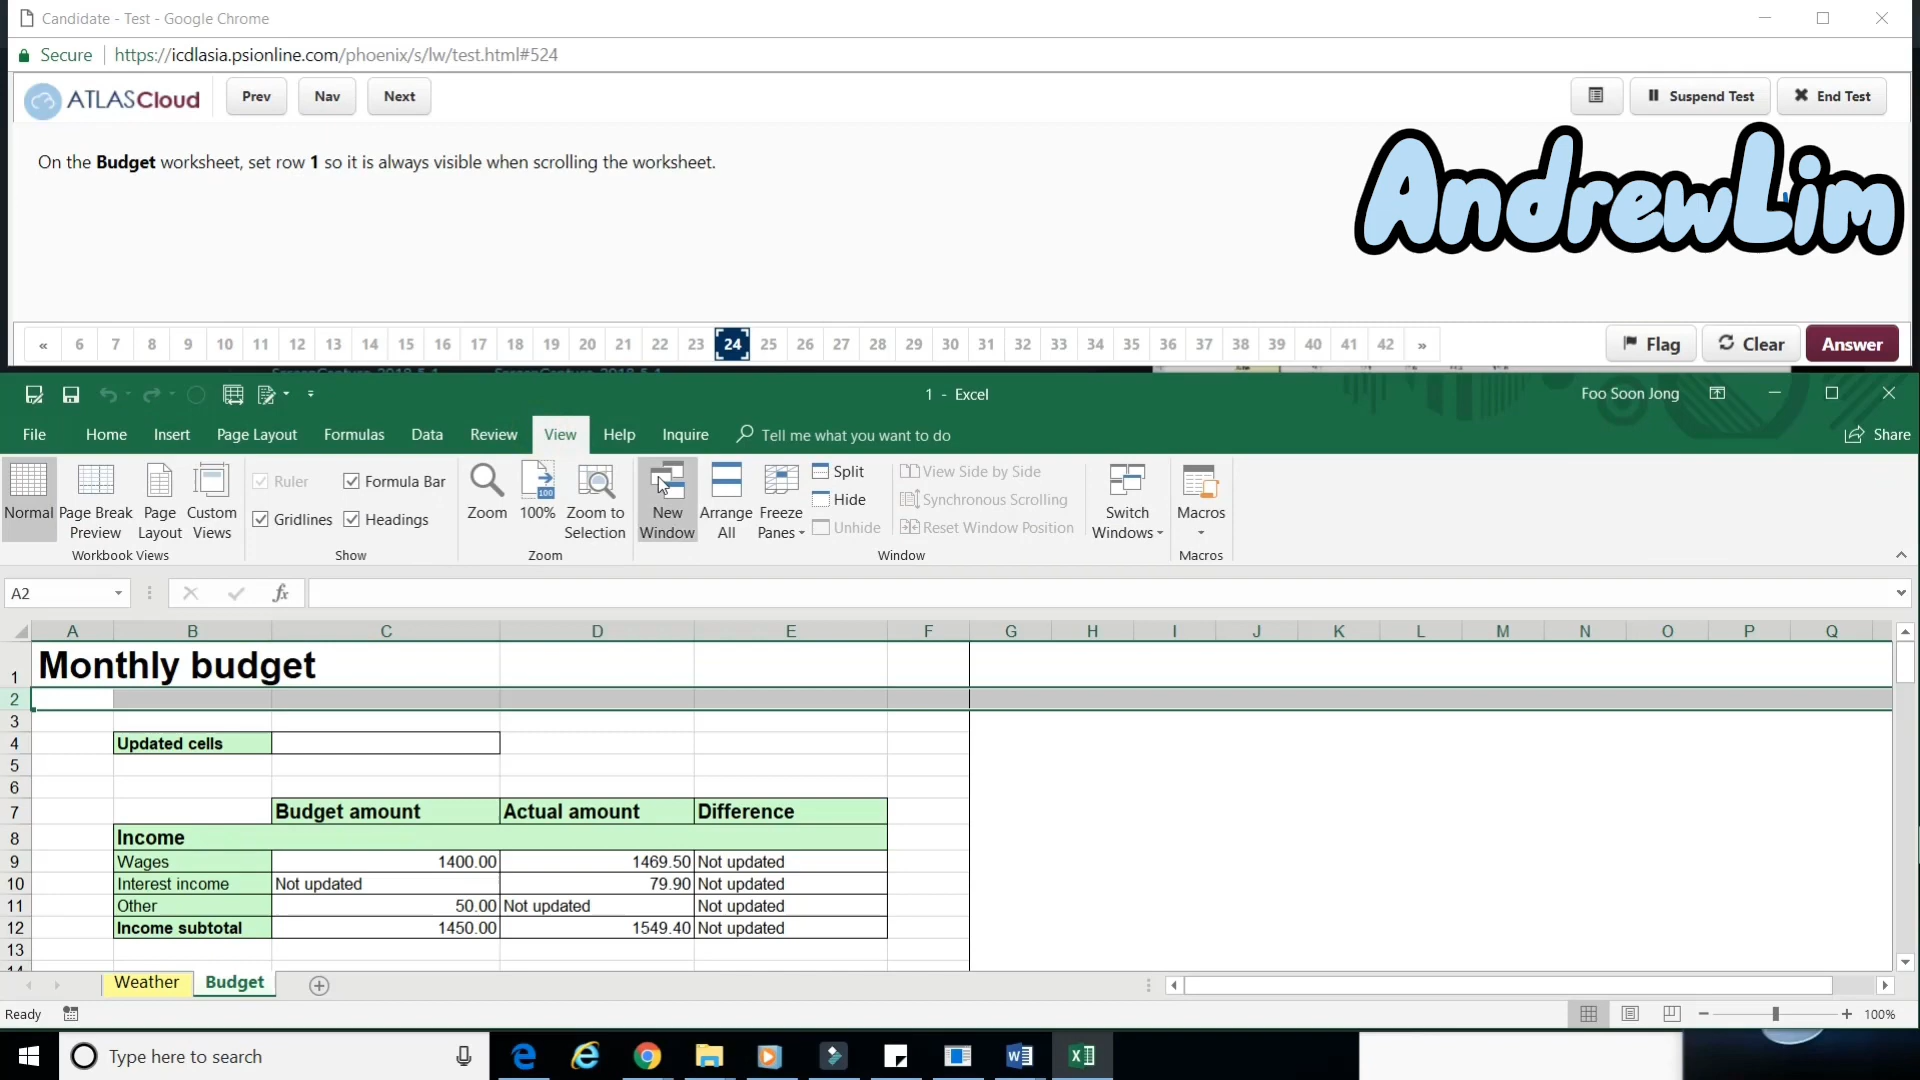 Candidate - Test - Google Chrome
Secure | https://icdlasia.psionline.com/phoenix/s/lw/test.html#524
ATLASCloud Prev Nav Next Suspend Test End Test
On the Budget worksheet, set row 1 so it is always visible when scrolling the worksheet.
AndrewLim
« 6 7 8 9 10 11 12 13 14 15 16 17 18 19 20 21 22 23 24 25 26 27 28 29 30 31 32 33 34 35 36 37 38 39 40 41 42 » Flag Clear Answer
1 - Excel Foo Soon Jong
File Home Insert Page Layout Formulas Data Review View Help Inquire Tell me what you want to do Share
Normal Page Break Preview Page Layout Custom Views
Workbook Views
Ruler Formula Bar
Gridlines Headings
Show
Zoom 100% Zoom to Selection
Zoom
New Window Arrange All Freeze Panes
Split
Hide
Unhide
View Side by Side
Synchronous Scrolling
Reset Window Position
Switch Windows
Window
Macros
Macros
A2 fx
A B C D E F G H I J K L M N O P Q
1 Monthly budget
2
3
4 Updated cells
5
6
7 Budget amount Actual amount Difference
8 Income
9 Wages 1400.00 1469.50 Not updated
10 Interest income Not updated 79.90 Not updated
11 Other 50.00 Not updated Not updated
12 Income subtotal 1450.00 1549.40 Not updated
13
14
Weather Budget
Ready 100%
Type here to search